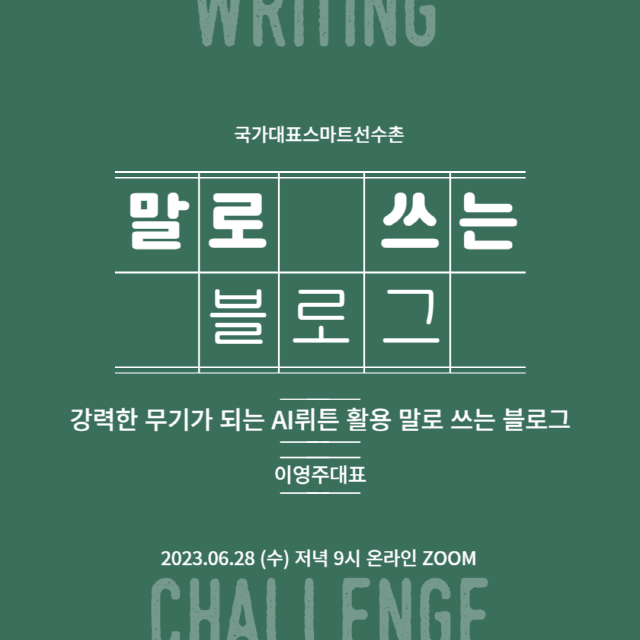 WRITING
국가대표스마트선수촌
말로 쓰는
블로그
강력한 무기가 되는 AI뤼튼 활용 말로 쓰는 블로그
이영주대표
2023.06.28 (수) 저녁 9시 온라인 ZOOM
CHALLENGE